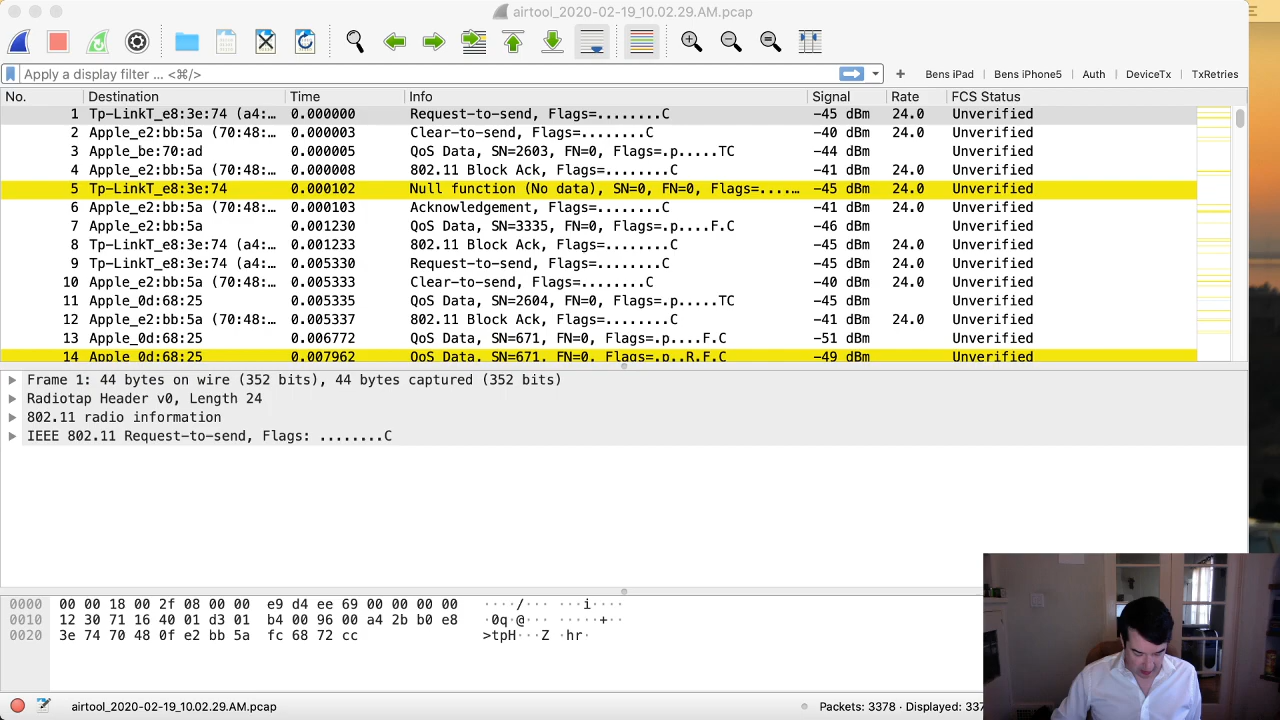 airtool_2020-02-19_10.02.29.AM.pcap
Apply a display filter ... <⌘/>
+ Bens iPad Bens iPhone5 Auth DeviceTx TxRetries
No. Destination Time Info Signal Rate FCS Status
1 Tp-LinkT_e8:3e:74 (a4:… 0.000000 Request-to-send, Flags=........C -45 dBm 24.0 Unverified
2 Apple_e2:bb:5a (70:48:… 0.000003 Clear-to-send, Flags=........C -40 dBm 24.0 Unverified
3 Apple_be:70:ad 0.000005 QoS Data, SN=2603, FN=0, Flags=.p.....TC -44 dBm Unverified
4 Apple_e2:bb:5a (70:48:… 0.000008 802.11 Block Ack, Flags=........C -41 dBm 24.0 Unverified
5 Tp-LinkT_e8:3e:74 0.000102 Null function (No data), SN=0, FN=0, Flags=....… -45 dBm 24.0 Unverified
6 Apple_e2:bb:5a (70:48:… 0.000103 Acknowledgement, Flags=........C -41 dBm 24.0 Unverified
7 Apple_e2:bb:5a 0.001230 QoS Data, SN=3335, FN=0, Flags=.p....F.C -46 dBm Unverified
8 Tp-LinkT_e8:3e:74 (a4:… 0.001233 802.11 Block Ack, Flags=........C -45 dBm 24.0 Unverified
9 Tp-LinkT_e8:3e:74 (a4:… 0.005330 Request-to-send, Flags=........C -45 dBm 24.0 Unverified
10 Apple_e2:bb:5a (70:48:… 0.005333 Clear-to-send, Flags=........C -40 dBm 24.0 Unverified
11 Apple_0d:68:25 0.005335 QoS Data, SN=2604, FN=0, Flags=.p.....TC -45 dBm Unverified
12 Apple_e2:bb:5a (70:48:… 0.005337 802.11 Block Ack, Flags=........C -41 dBm 24.0 Unverified
13 Apple_0d:68:25 0.006772 QoS Data, SN=671, FN=0, Flags=.p....F.C -51 dBm Unverified
14 Apple_0d:68:25 0.007962 QoS Data, SN=671, FN=0, Flags=.p..R.F.C -49 dBm Unverified
Frame 1: 44 bytes on wire (352 bits), 44 bytes captured (352 bits)
Radiotap Header v0, Length 24
802.11 radio information
IEEE 802.11 Request-to-send, Flags: ........C
0000 00 00 18 00 2f 08 00 00 e9 d4 ee 69 00 00 00 00 ····/··· ···i····
0010 12 30 71 16 40 01 d3 01 b4 00 96 00 a4 2b b0 e8 ·0q·@··· ·····+··
0020 3e 74 70 48 0f e2 bb 5a fc 68 72 cc >tpH···Z ·hr·
airtool_2020-02-19_10.02.29.AM.pcap Packets: 3378 · Displayed: